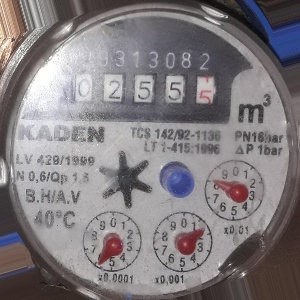 29313082
02555
m³
KADEN
TCS 142/92-1138 PN16bar
LV 429/1999 LT 1-415:1996 ΔP 1bar
N 0,6/Qp 1,5
B.H/A.V
40°C
x0.01
x0.0001 x0.001